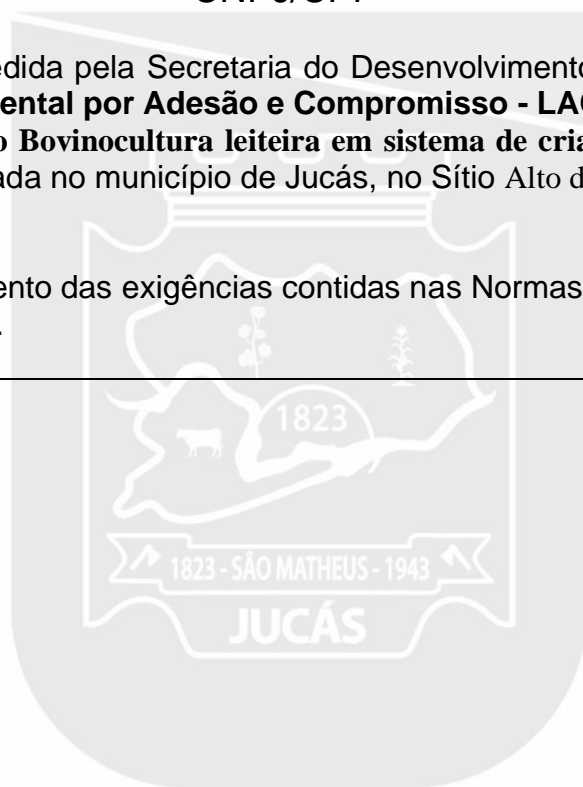 edida pela Secretaria do Desenvolvimento
ental por Adesão e Compromisso - LA
o Bovinocultura leiteira em sistema de cria
ada no município de Jucás, no Sítio Alto d
ento das exigências contidas nas Normas
.
1823
1823 - SÃO MATHEUS - 1943
JUCÁS